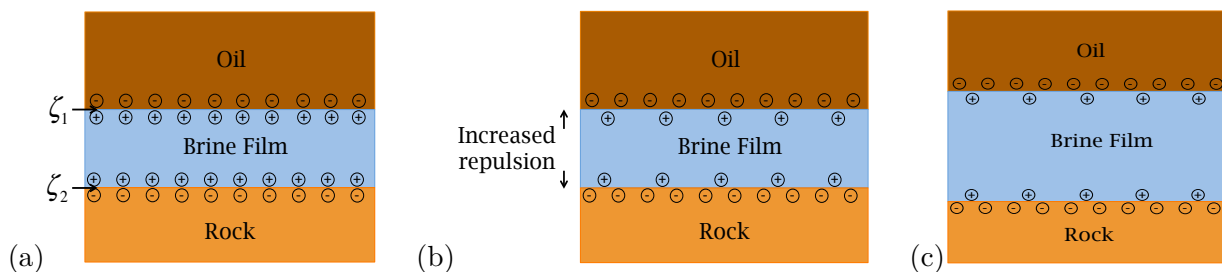 Oil
ζ1
Brine Film
ζ2
Rock
(a)
Oil
Increased
repulsion
Brine Film
Rock
(b)
Oil
Brine Film
Rock
(c)